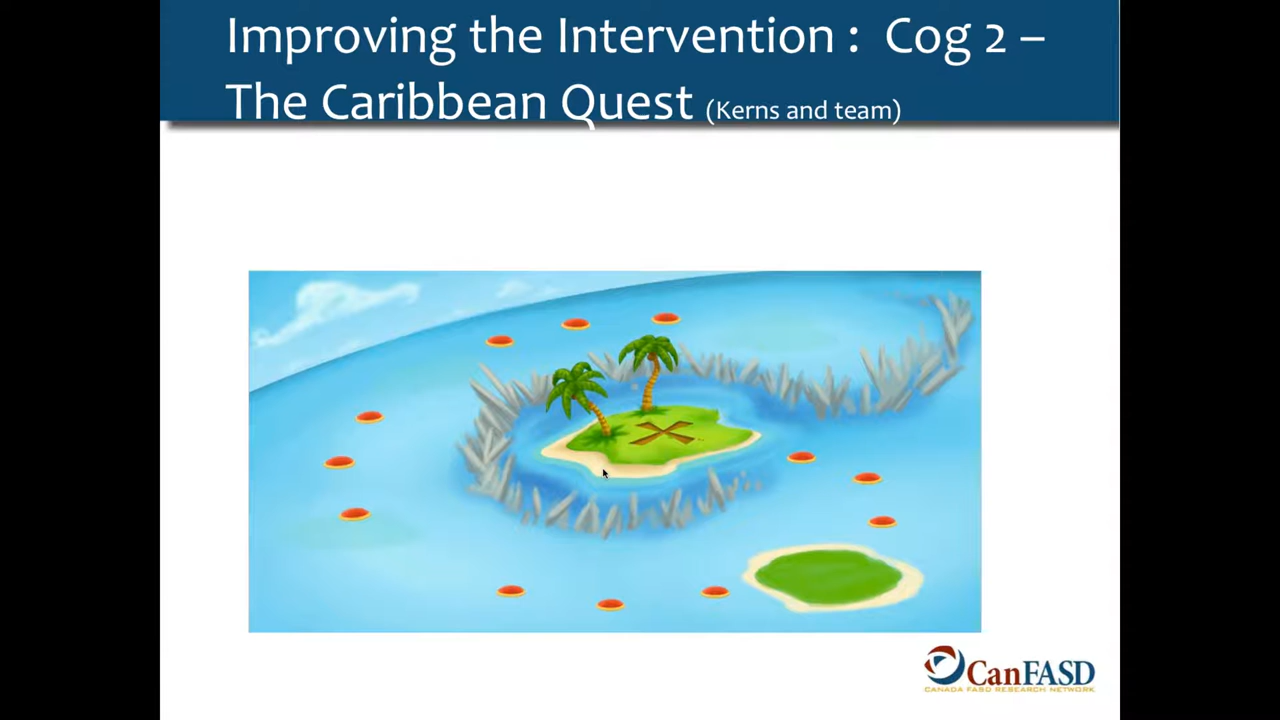 Improving the Intervention : Cog 2 –
The Caribbean Quest (Kerns and team)
CanFASD
CANADA FASD RESEARCH NETWORK